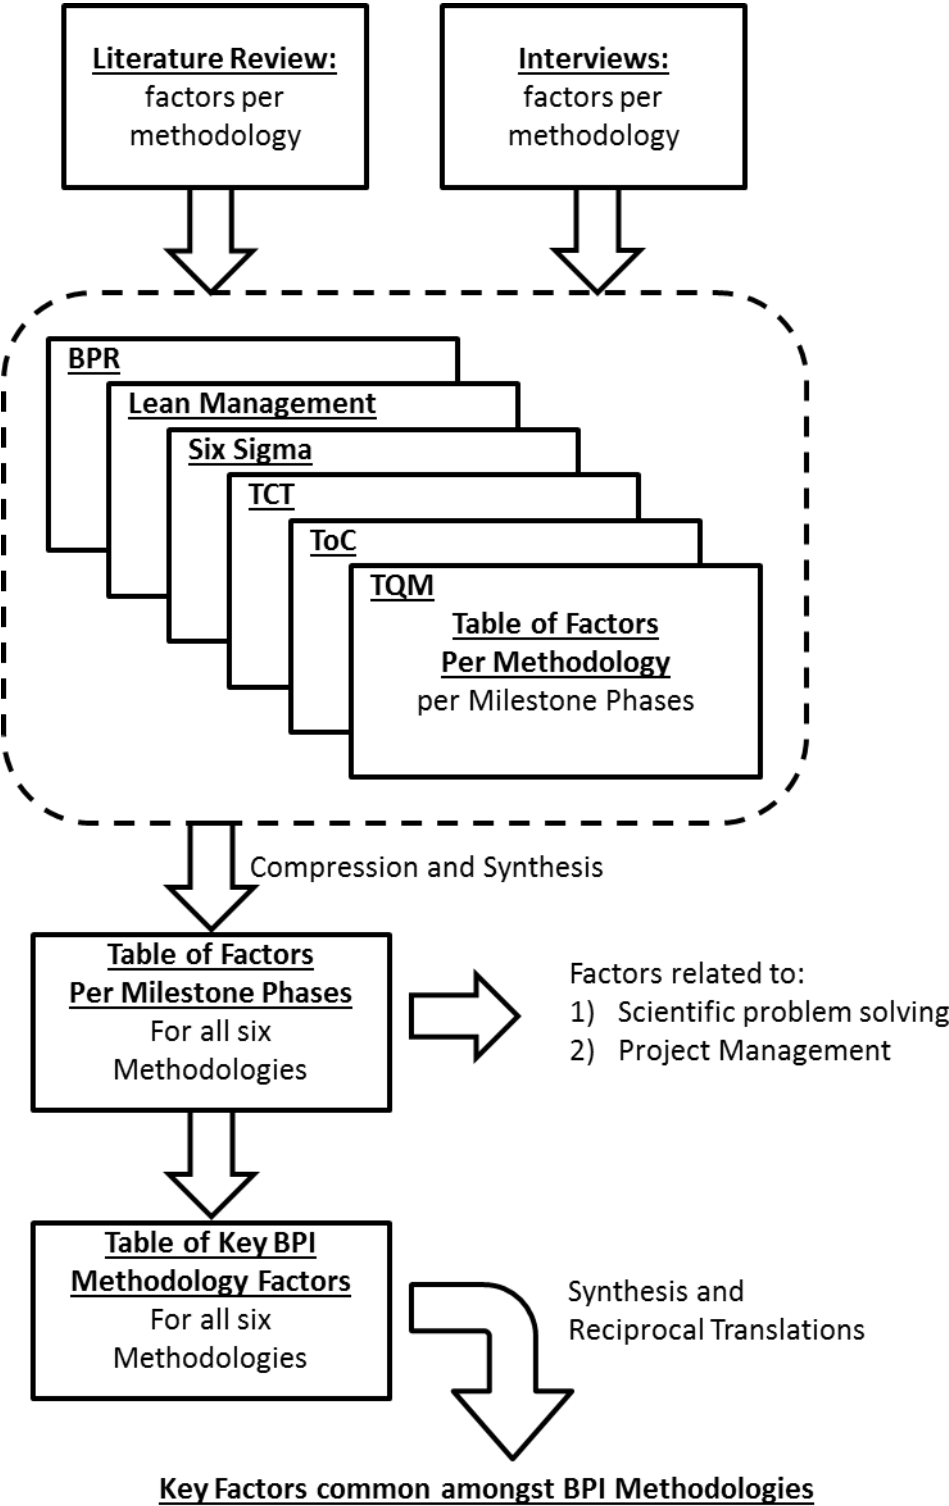 Literature Review:
factors per
methodology
Interviews:
factors per
methodology
BPR
Lean Management
Six Sigma
TCT
ToC
TQM
Table of Factors
Per Methodology
per Milestone Phases
Compression and Synthesis
Table of Factors
Per Milestone Phases
For all six
Methodologies
Factors related to:
1) Scientific problem solving
2) Project Management
Table of Key BPI
Methodology Factors
For all six
Methodologies
Synthesis and
Reciprocal Translations
Key Factors common amongst BPI Methodologies